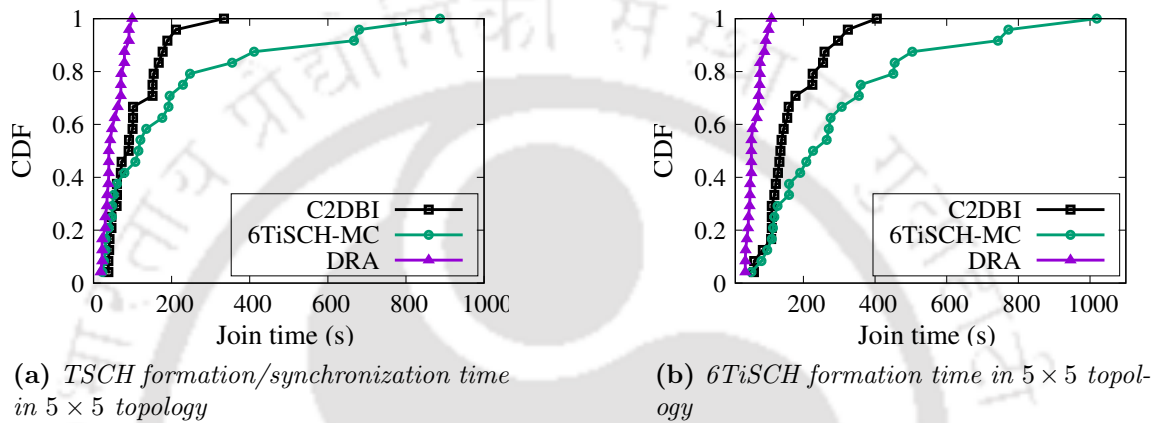 1
0.8
0.6
0.4
0.2
0
CDF
C2DBI
6TiSCH-MC
DRA
0 200 400 600 800 1000
Join time (s)
(a) TSCH formation/synchronization time
in 5 × 5 topology
1
0.8
0.6
0.4
0.2
0
CDF
C2DBI
6TiSCH-MC
DRA
200 400 600 800 1000
Join time (s)
(b) 6TiSCH formation time in 5 × 5 topol-
ogy